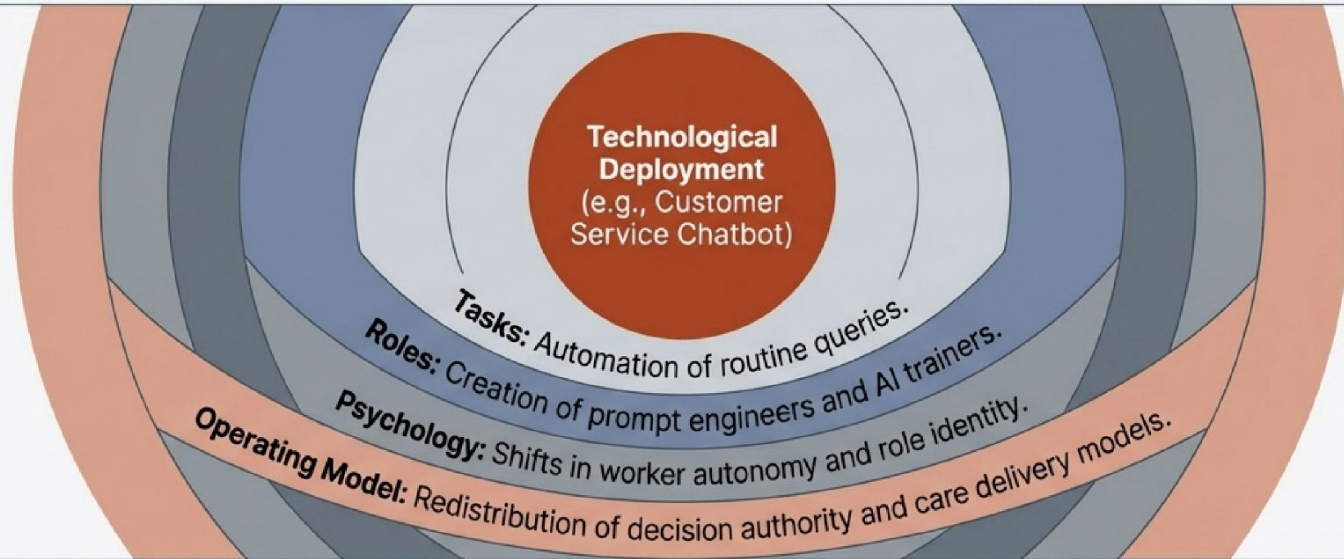 Technological
Deployment
(e.g., Customer
Service Chatbot)
Tasks: Automation of routine queries.
Roles: Creation of prompt engineers and AI trainers.
Psychology: Shifts in worker autonomy and role identity.
Operating Model: Redistribution of decision authority and care delivery models.